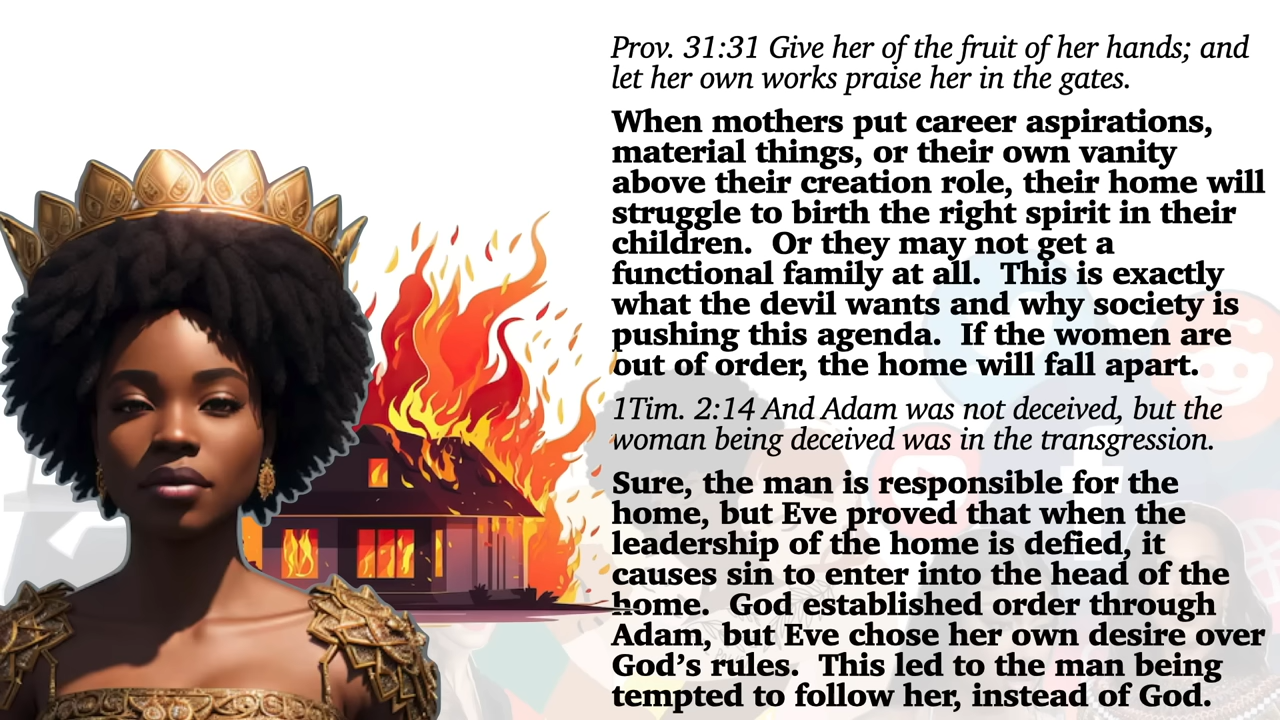 Prov. 31:31 Give her of the fruit of her hands; and
let her own works praise her in the gates.
When mothers put career aspirations,
material things, or their own vanity
above their creation role, their home will
struggle to birth the right spirit in their
children.  Or they may not get a
functional family at all.  This is exactly
what the devil wants and why society is
pushing this agenda.  If the women are
out of order, the home will fall apart.
1Tim. 2:14 And Adam was not deceived, but the
woman being deceived was in the transgression.
Sure, the man is responsible for the
home, but Eve proved that when the
leadership of the home is defied, it
causes sin to enter into the head of the
home.  God established order through
Adam, but Eve chose her own desire over
God's rules.  This led to the man being
tempted to follow her, instead of God.